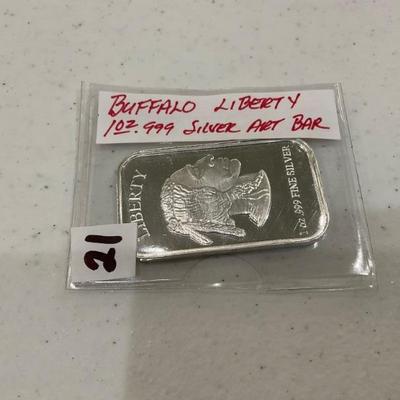 BUFFALO LIBERTY
1OZ. 999 SILVER ART BAR
LIBERTY
1 oz .999 FINE SILVER
21